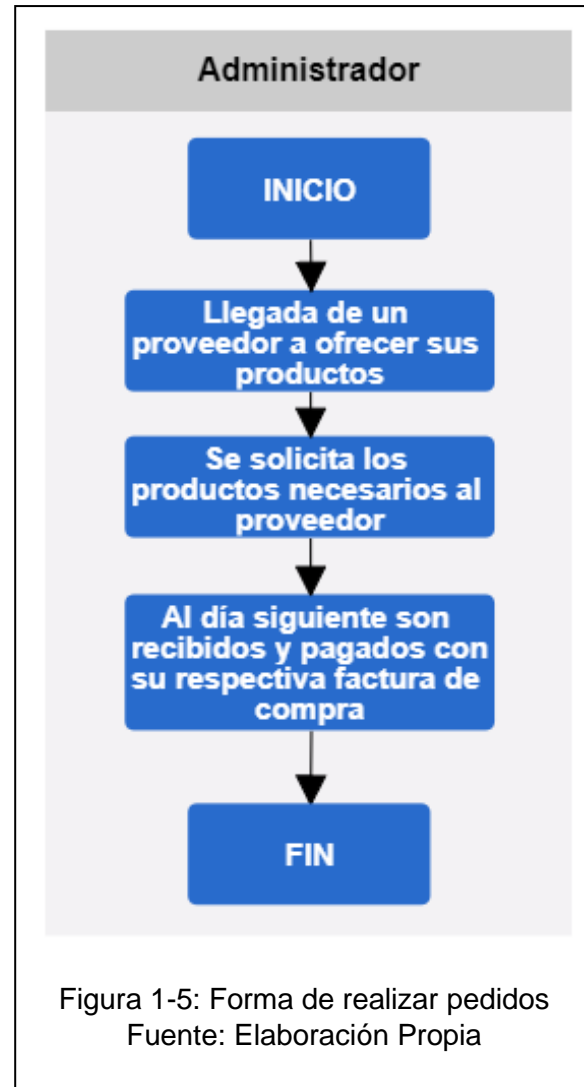 Administrador
INICIO
Llegada de un
proveedor a ofrecer sus
productos
Se solicita los
productos necesarios al
proveedor
Al día siguiente son
recibidos y pagados con
su respectiva factura de
compra
FIN
Figura 1-5: Forma de realizar pedidos
Fuente: Elaboración Propia